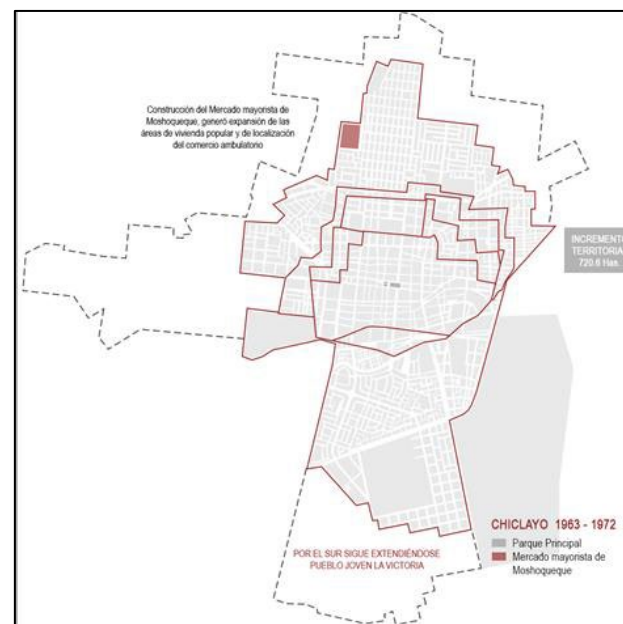 Construcción del Mercado mayorista de
Moshoqueque, generó expansión de las
áreas de vivienda popular y de localización
del comercio ambulatorio
INCREMENTO
TERRITORIAL
720.6 Has
CHICLAYO 1963 - 1972
Parque Principal
Mercado mayorista de
Moshoqueque
POR EL SUR SIGUE EXTENDIÉNDOSE
PUEBLO JOVEN LA VICTORIA